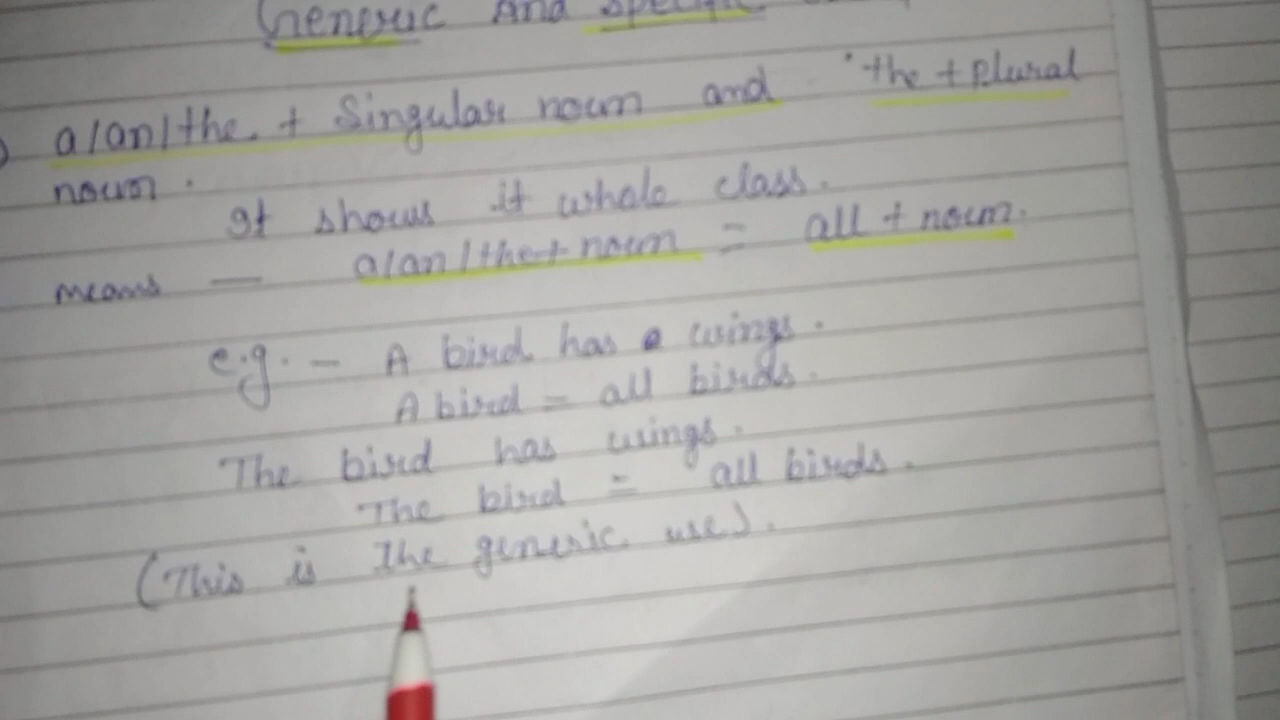 Generic And Specific
a/an/the + Singular noun and 'the + Plural
noun.
It shows it whole class.
means — a/an/the + noun = all + noun.
e.g. - A bird has wings.
A bird = all birds.
The bird has wings.
The bird = all birds.
(This is the generic use).